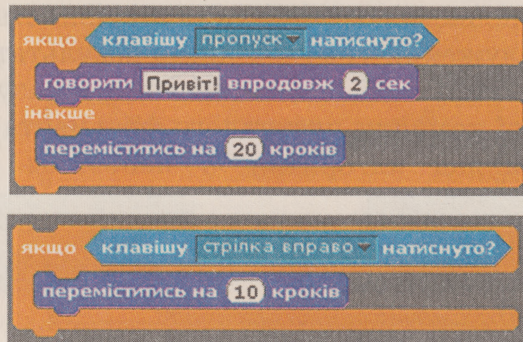 якщо клавішу пропуск натиснуто?
говорити Привіт! впродовж 2 сек
інакше
переміститись на 20 кроків
якщо клавішу стрілка вправо натиснуто?
переміститись на 10 кроків